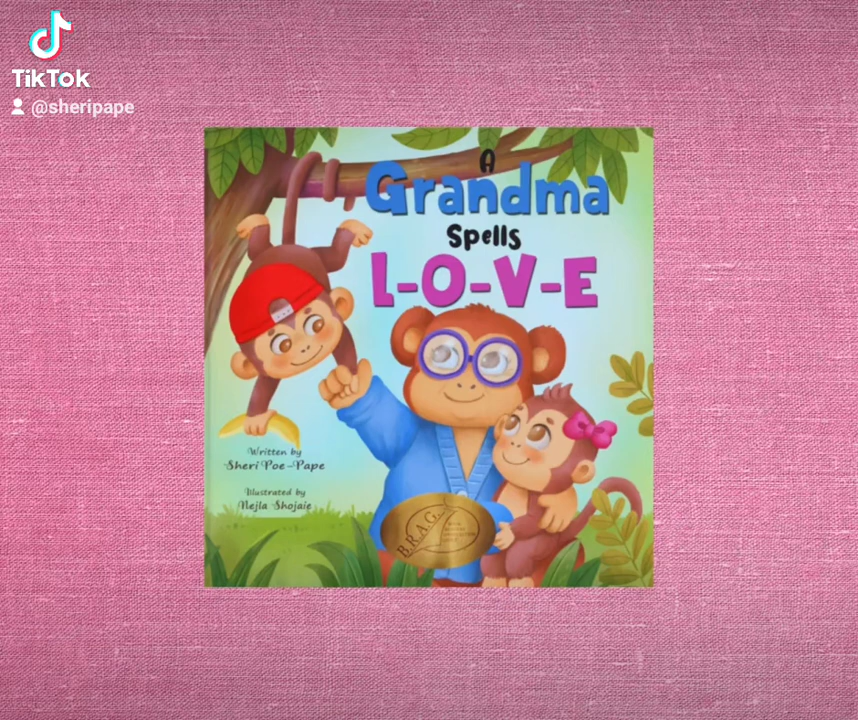 TikTok
@sheripape
A
Grandma
Spells
L-O-V-E
Written by
Sheri Poe-Pape
Illustrated by
Nejla Shojaie
B.R.A.G.